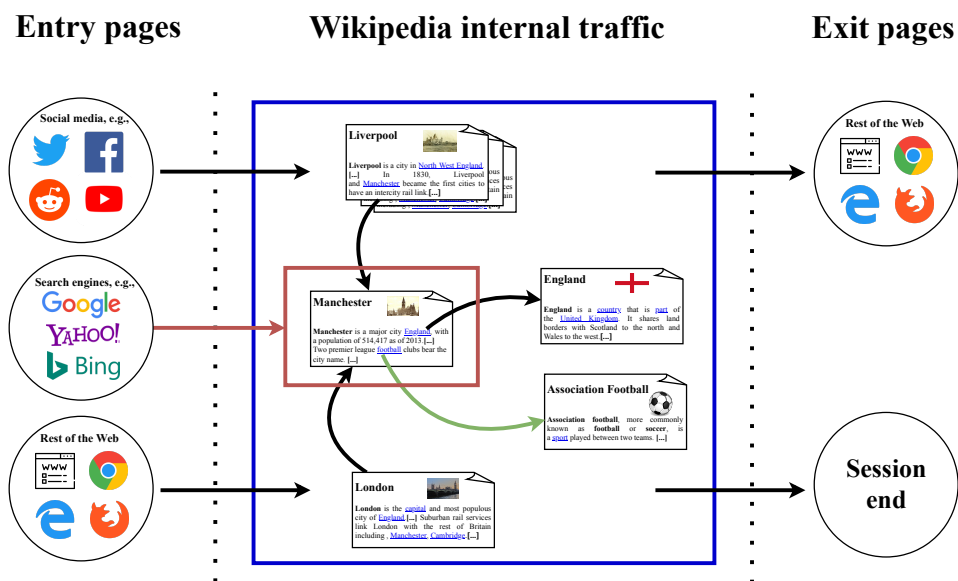 Entry pages
Wikipedia internal traffic
Exit pages
Social media, e.g.,
Liverpool
Liverpool is a city in North West England.
[...] In 1830, Liverpool
and Manchester became the first cities to
have an intercity rail link.[...]
Rest of the Web
WWW
Search engines, e.g.,
Google
YAHOO!
Bing
Manchester
Manchester is a major city England, with
a population of 514,417 as of 2013.[...]
Two premier league football clubs bear the
city name. [...]
England
England is a country that is part of
the United Kingdom. It shares land
borders with Scotland to the north and
Wales to the west.[...]
Association Football
Association football, more commonly
known as football or soccer, is
a sport played between two teams. [...]
Rest of the Web
WWW
London
London is the capital and most populous
city of England.[...] Suburban rail services
link London with the rest of Britain
including , Manchester, Cambridge.[...]
Session
end